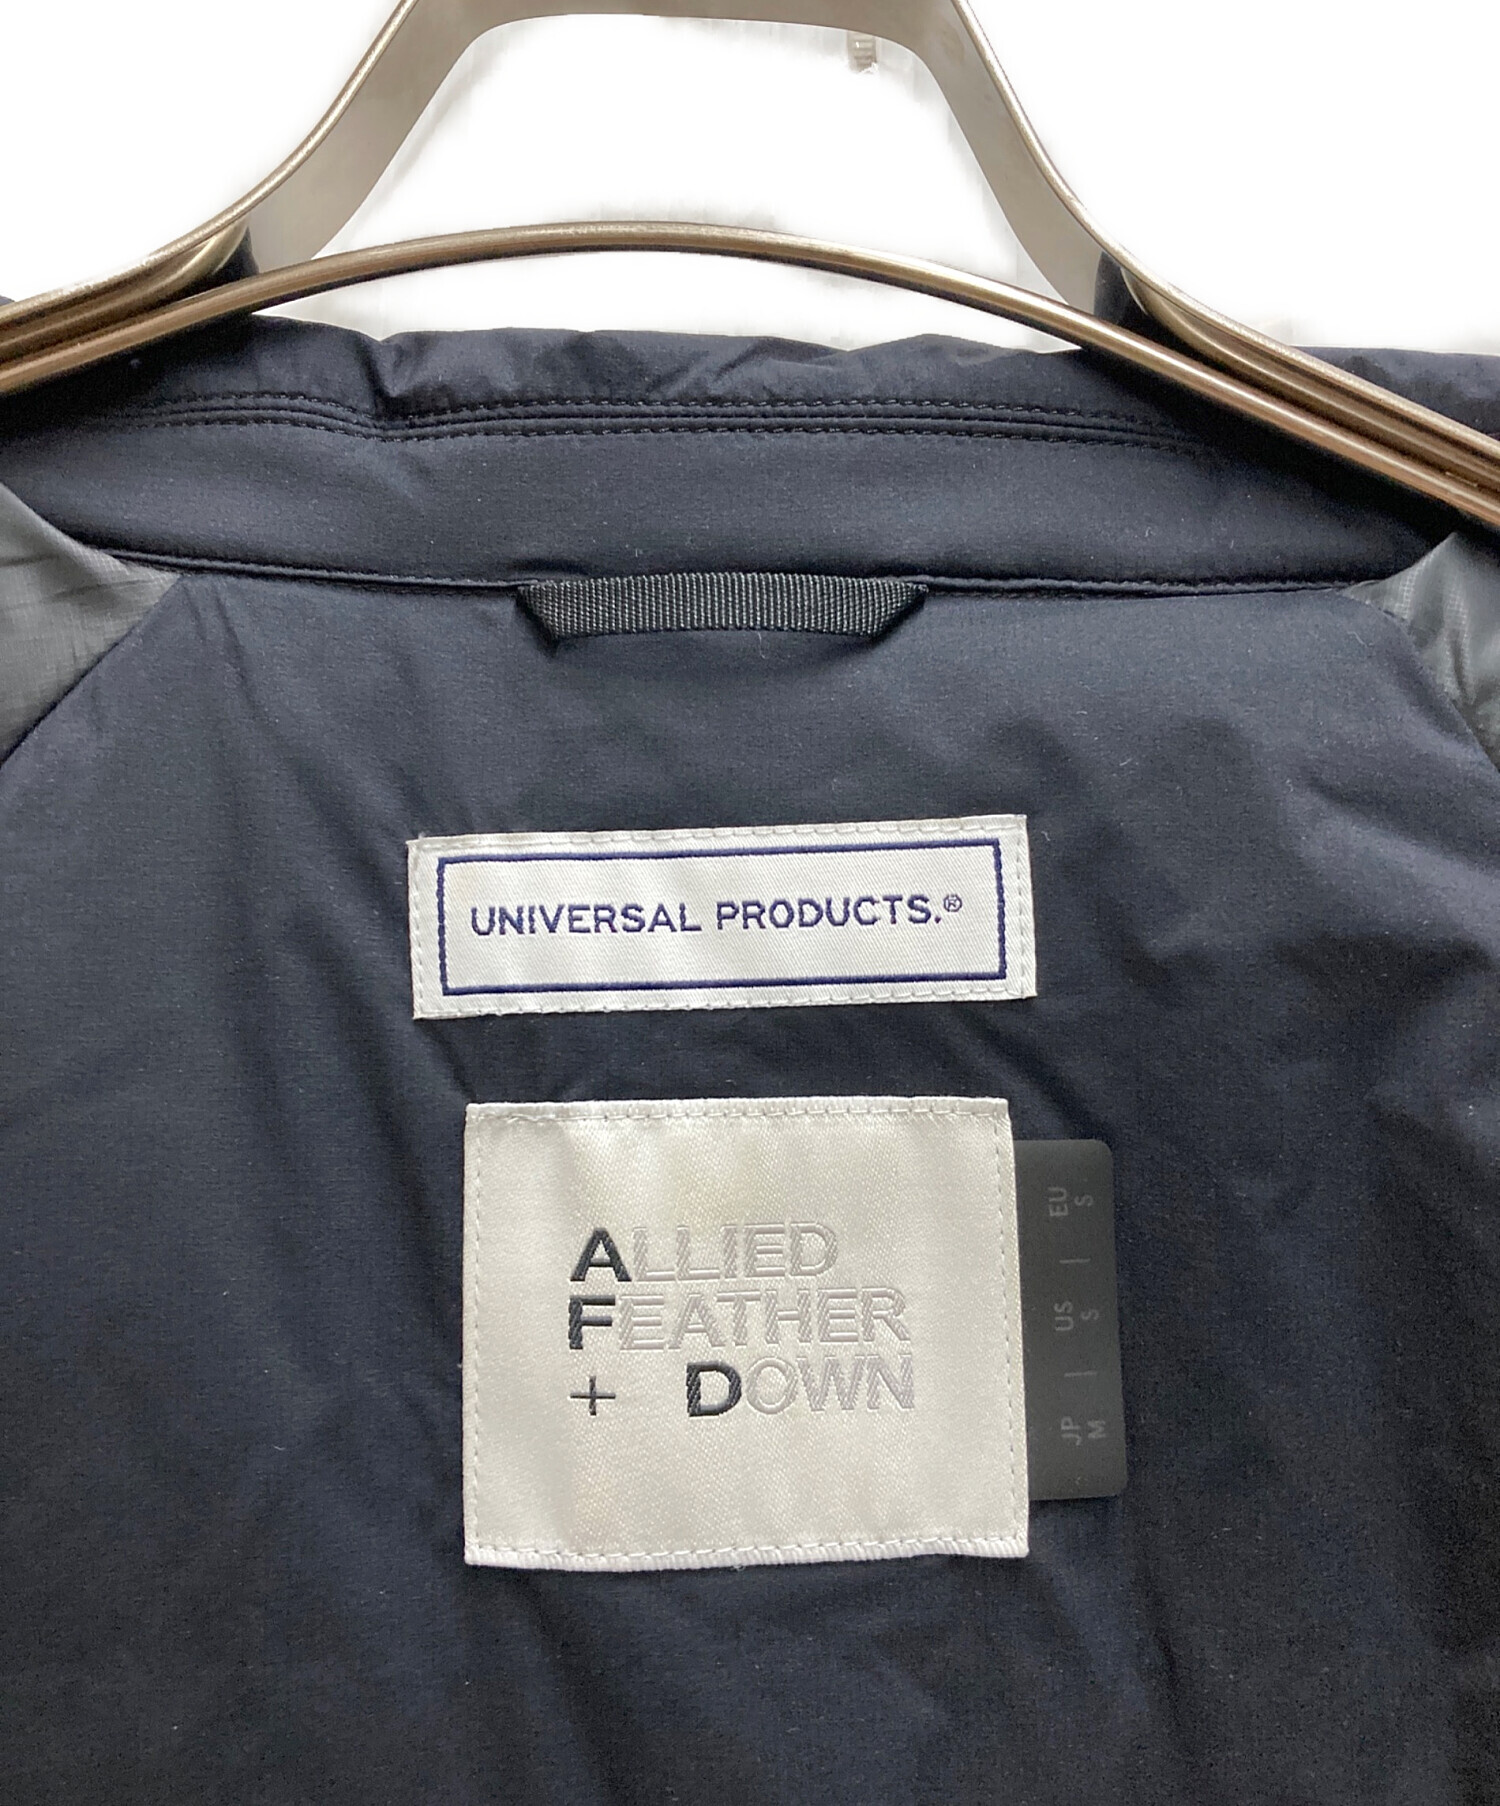 UNIVERSAL PRODUCTS.®
ALLIED
FEATHER
+ DOWN
JP | US | EU
M S S